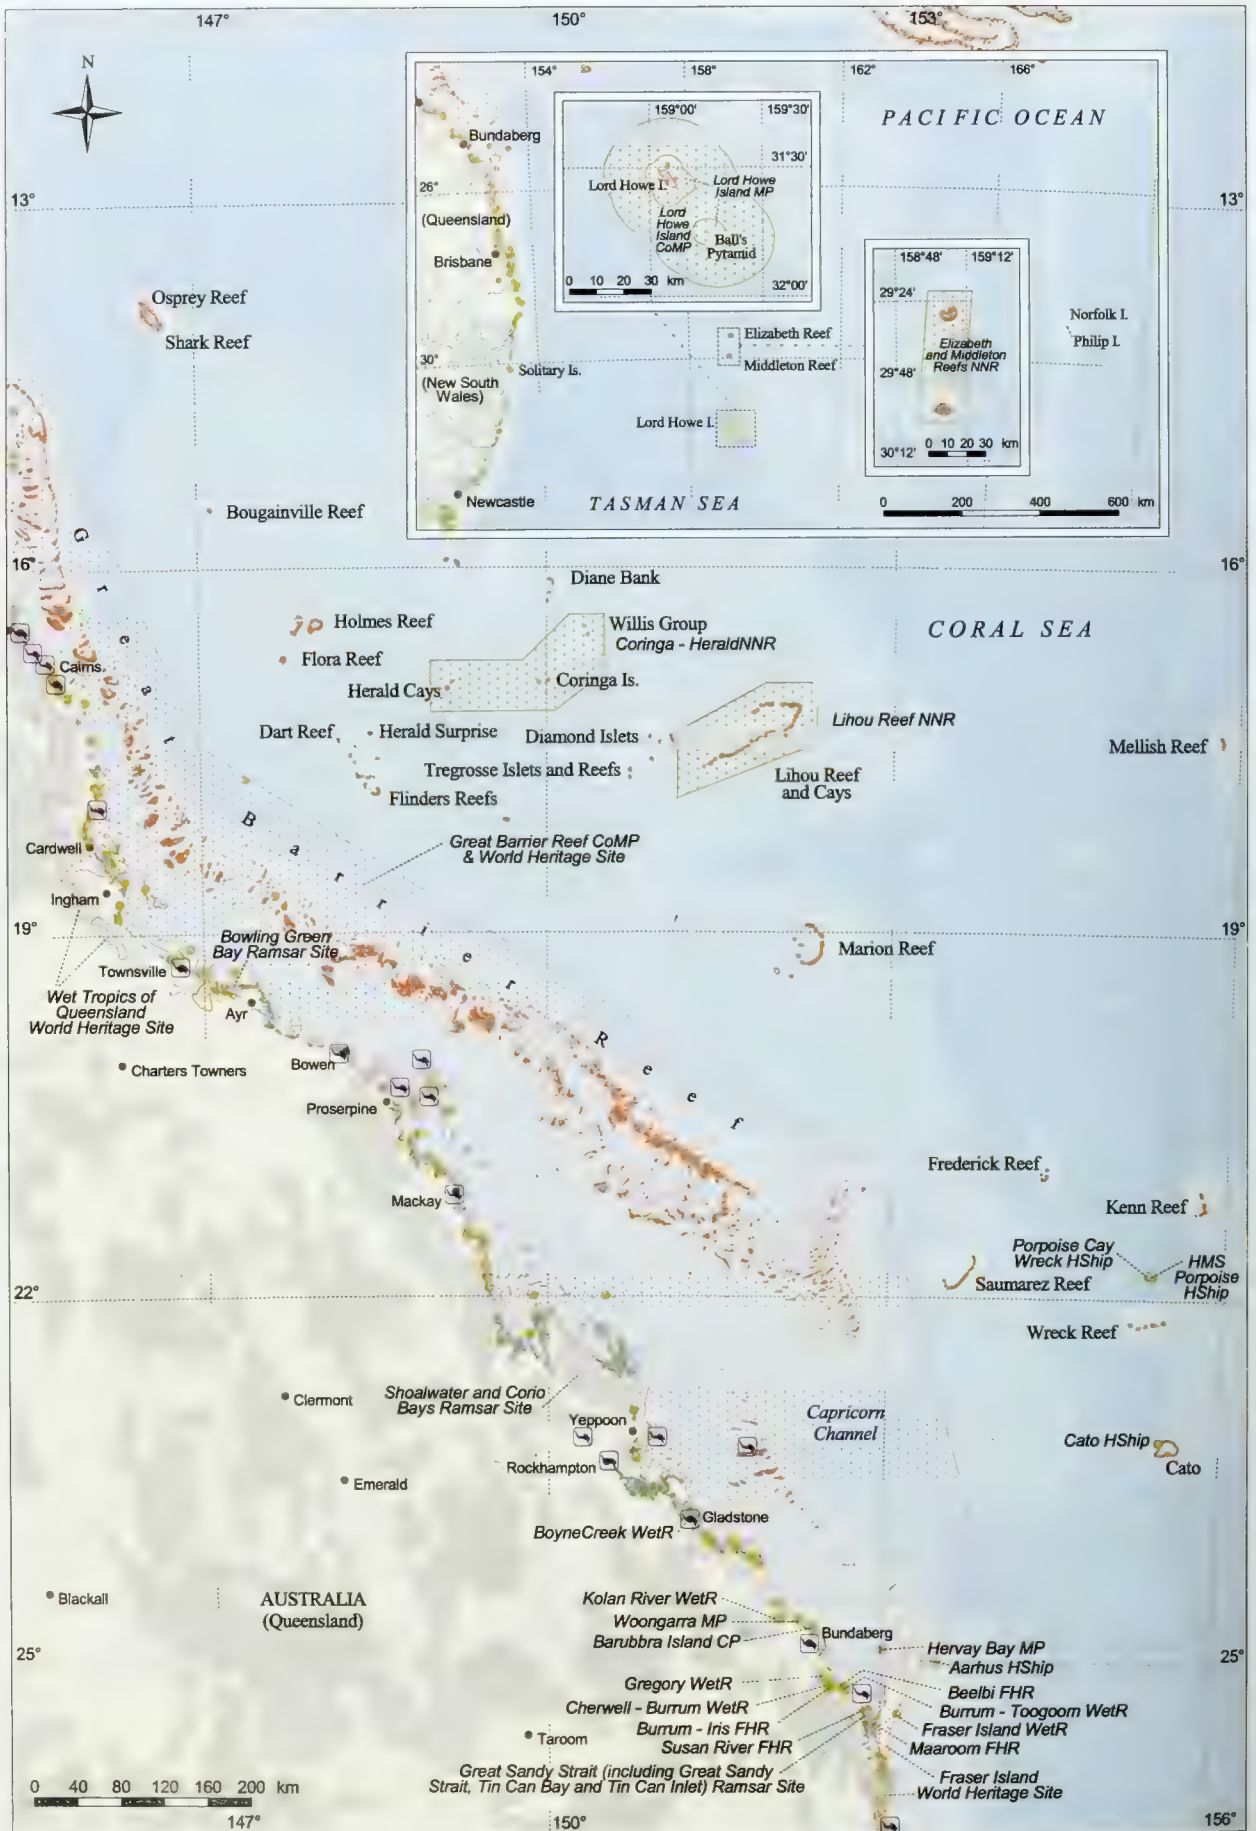 147°
150°
153°
N
154°
158°
162°
166°
159°00'
159°30'
PACIFIC OCEAN
Bundaberg
31°30'
Lord Howe I.
Lord Howe
Island MP
26°
13°
13°
(Queensland)
Lord
Howe
Island
CoMP
Ball's
Pyramid
Brisbane
158°48'
159°12'
0 10 20 30 km
32°00'
29°24'
Osprey Reef
Shark Reef
Norfolk I.
Philip I.
Elizabeth Reef
Middleton Reef
Elizabeth
and Middleton
Reefs NNR
30°
Solitary Is.
29°48'
(New South
Wales)
Lord Howe I.
30°12'
0 10 20 30 km
Newcastle
TASMAN SEA
0 200 400 600 km
Bougainville Reef
16°
16°
Great Barrier Reef
Diane Bank
Holmes Reef
Willis Group
Coringa - HeraldNNR
CORAL SEA
Flora Reef
Cairns
Herald Cays
Coringa Is.
Lihou Reef NNR
Dart Reef
Herald Surprise
Diamond Islets
Mellish Reef
Tregrosse Islets and Reefs
Lihou Reef
and Cays
Flinders Reefs
Great Barrier Reef CoMP
& World Heritage Site
Cardwell
Ingham
19°
19°
Bowling Green
Bay Ramsar Site
Marion Reef
Townsville
Wet Tropics of
Queensland
World Heritage Site
Ayr
Bowen
Charters Towners
Proserpine
Frederick Reef
Mackay
Kenn Reef
Porpoise Cay
Wreck HShip
HMS
Porpoise
HShip
Saumarez Reef
22°
22°
Wreck Reef
Clermont
Shoalwater and Corio
Bays Ramsar Site
Capricorn
Channel
Yeppoon
Cato HShip
Cato
Rockhampton
Emerald
Gladstone
BoyneCreek WetR
Blackall
AUSTRALIA
(Queensland)
Kolan River WetR
Woongarra MP
Barubbra Island CP
Bundaberg
Hervay Bay MP
Aarhus HShip
25°
25°
Gregory WetR
Beelbi FHR
Cherwell - Burrum WetR
Burrum - Toogoom WetR
Burrum - Iris FHR
Fraser Island WetR
Susan River FHR
Maaroom FHR
Taroom
Great Sandy Strait (including Great Sandy
Strait, Tin Can Bay and Tin Can Inlet) Ramsar Site
Fraser Island
World Heritage Site
0 40 80 120 160 200 km
147°
150°
156°